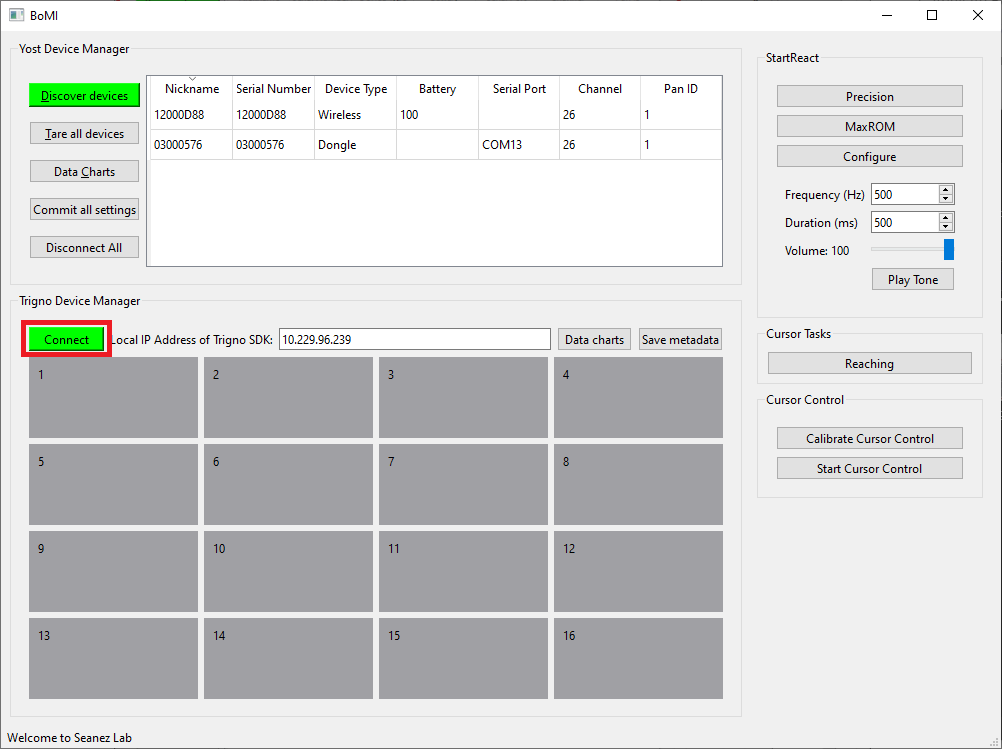 BoMI
Yost Device Manager
Discover devices
Tare all devices
Data Charts
Commit all settings
Disconnect All
Nickname Serial Number Device Type Battery Serial Port Channel Pan ID
12000D88 12000D88 Wireless 100 26 1
03000576 03000576 Dongle COM13 26 1
Trigno Device Manager
Connect Local IP Address of Trigno SDK: 10.229.96.239 Data charts Save metadata
1 2 3 4
5 6 7 8
9 10 11 12
13 14 15 16
StartReact
Precision
MaxROM
Configure
Frequency (Hz) 500
Duration (ms) 500
Volume: 100
Play Tone
Cursor Tasks
Reaching
Cursor Control
Calibrate Cursor Control
Start Cursor Control
Welcome to Seanez Lab